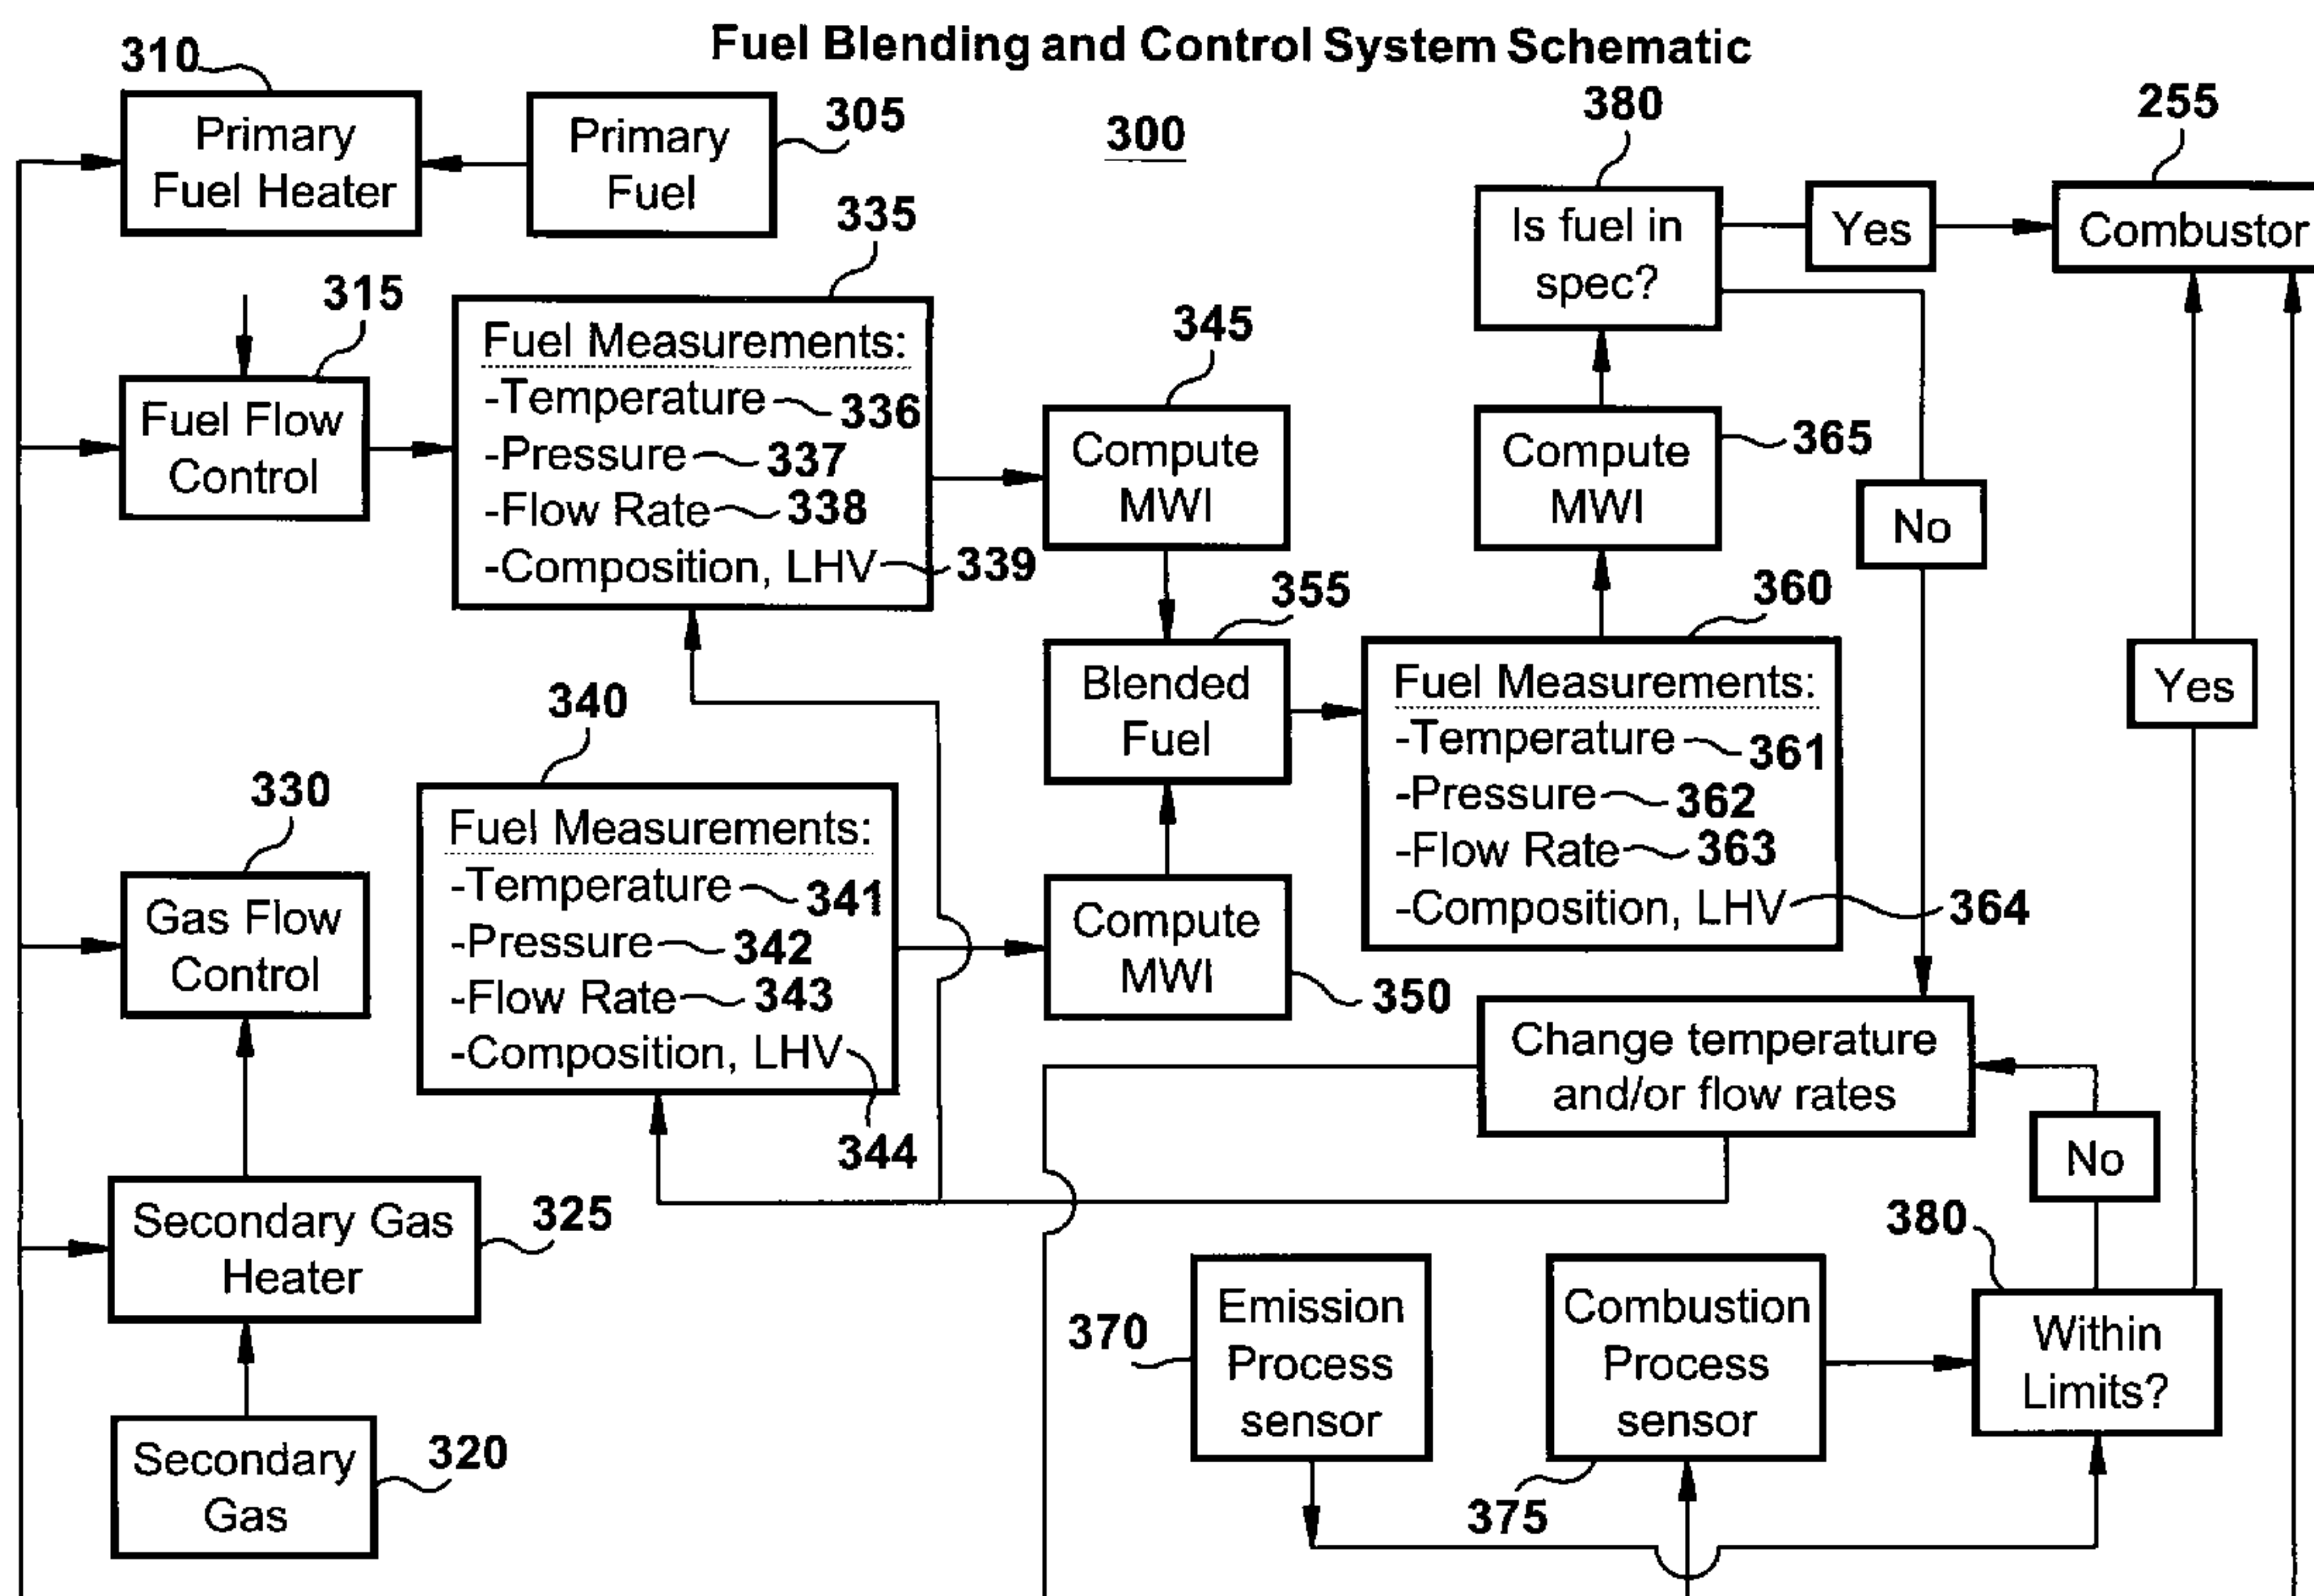 Fuel Blending and Control System Schematic
300
310
Primary
Fuel Heater
305
Primary
Fuel
315
Fuel Flow
Control
335
Fuel Measurements:
-Temperature 336
-Pressure 337
-Flow Rate 338
-Composition, LHV 339
345
Compute
MWI
380
Is fuel in
spec?
Yes
255
Combustor
Compute
MWI
365
No
355
Blended
Fuel
360
Fuel Measurements:
-Temperature 361
-Pressure 362
-Flow Rate 363
-Composition, LHV 364
Yes
340
Fuel Measurements:
-Temperature 341
-Pressure 342
-Flow Rate 343
-Composition, LHV
344
330
Gas Flow
Control
Compute
MWI
350
Change temperature
and/or flow rates
No
Secondary Gas
Heater
325
Secondary
Gas
320
370
Emission
Process
sensor
Combustion
Process
sensor
375
380
Within
Limits?